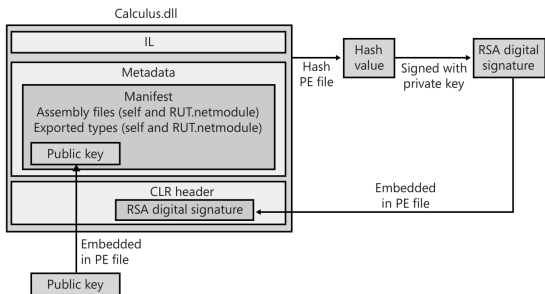 Calculus.dll
IL
Metadata
Manifest
Assembly files (self and RUT.netmodule)
Exported types (self and RUT.netmodule)
Public key
CLR header
RSA digital signature
Hash
PE file
Hash
value
Signed with
private key
RSA digital
signature
Embedded
in PE file
Embedded
in PE file
Public key